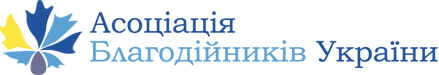 Асоціація
Благодійників України